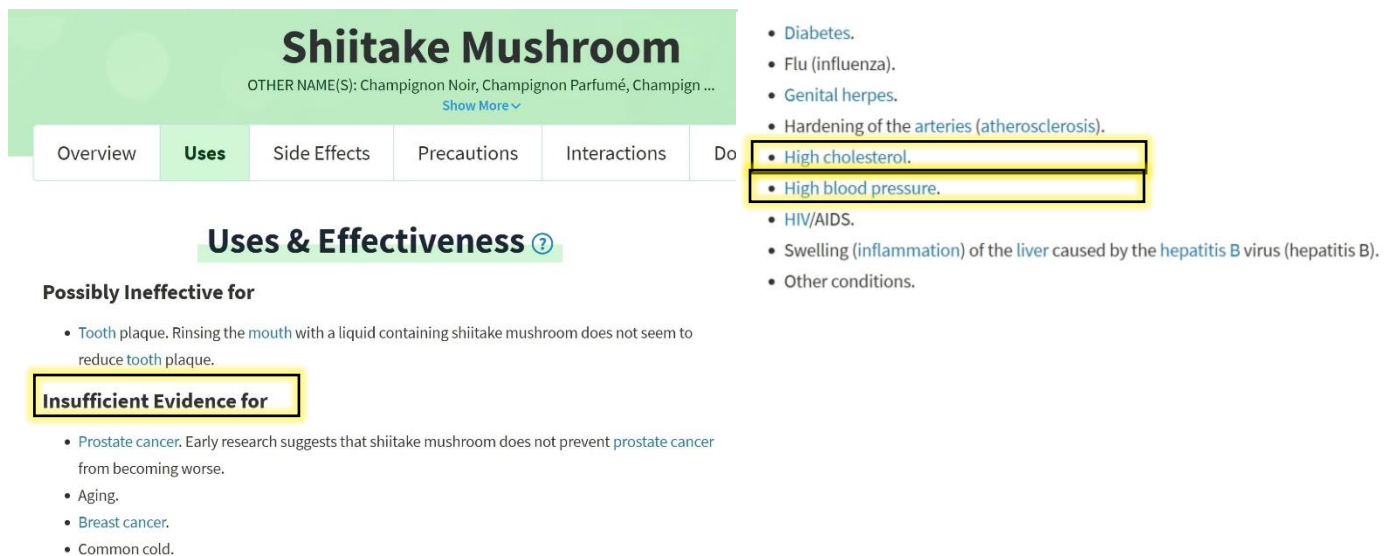 Shiitake Mushroom
OTHER NAME(S): Champignon Noir, Champignon Parfumé, Champign ...
Show More
Overview
Uses
Side Effects
Precautions
Interactions
Do
Uses & Effectiveness ?
Possibly Ineffective for
• Tooth plaque. Rinsing the mouth with a liquid containing shiitake mushroom does not seem to
reduce tooth plaque.
Insufficient Evidence for
• Prostate cancer. Early research suggests that shiitake mushroom does not prevent prostate cancer
from becoming worse.
• Aging.
• Breast cancer.
• Common cold.
• Diabetes.
• Flu (influenza).
• Genital herpes.
• Hardening of the arteries (atherosclerosis).
• High cholesterol.
• High blood pressure.
• HIV/AIDS.
• Swelling (inflammation) of the liver caused by the hepatitis B virus (hepatitis B).
• Other conditions.